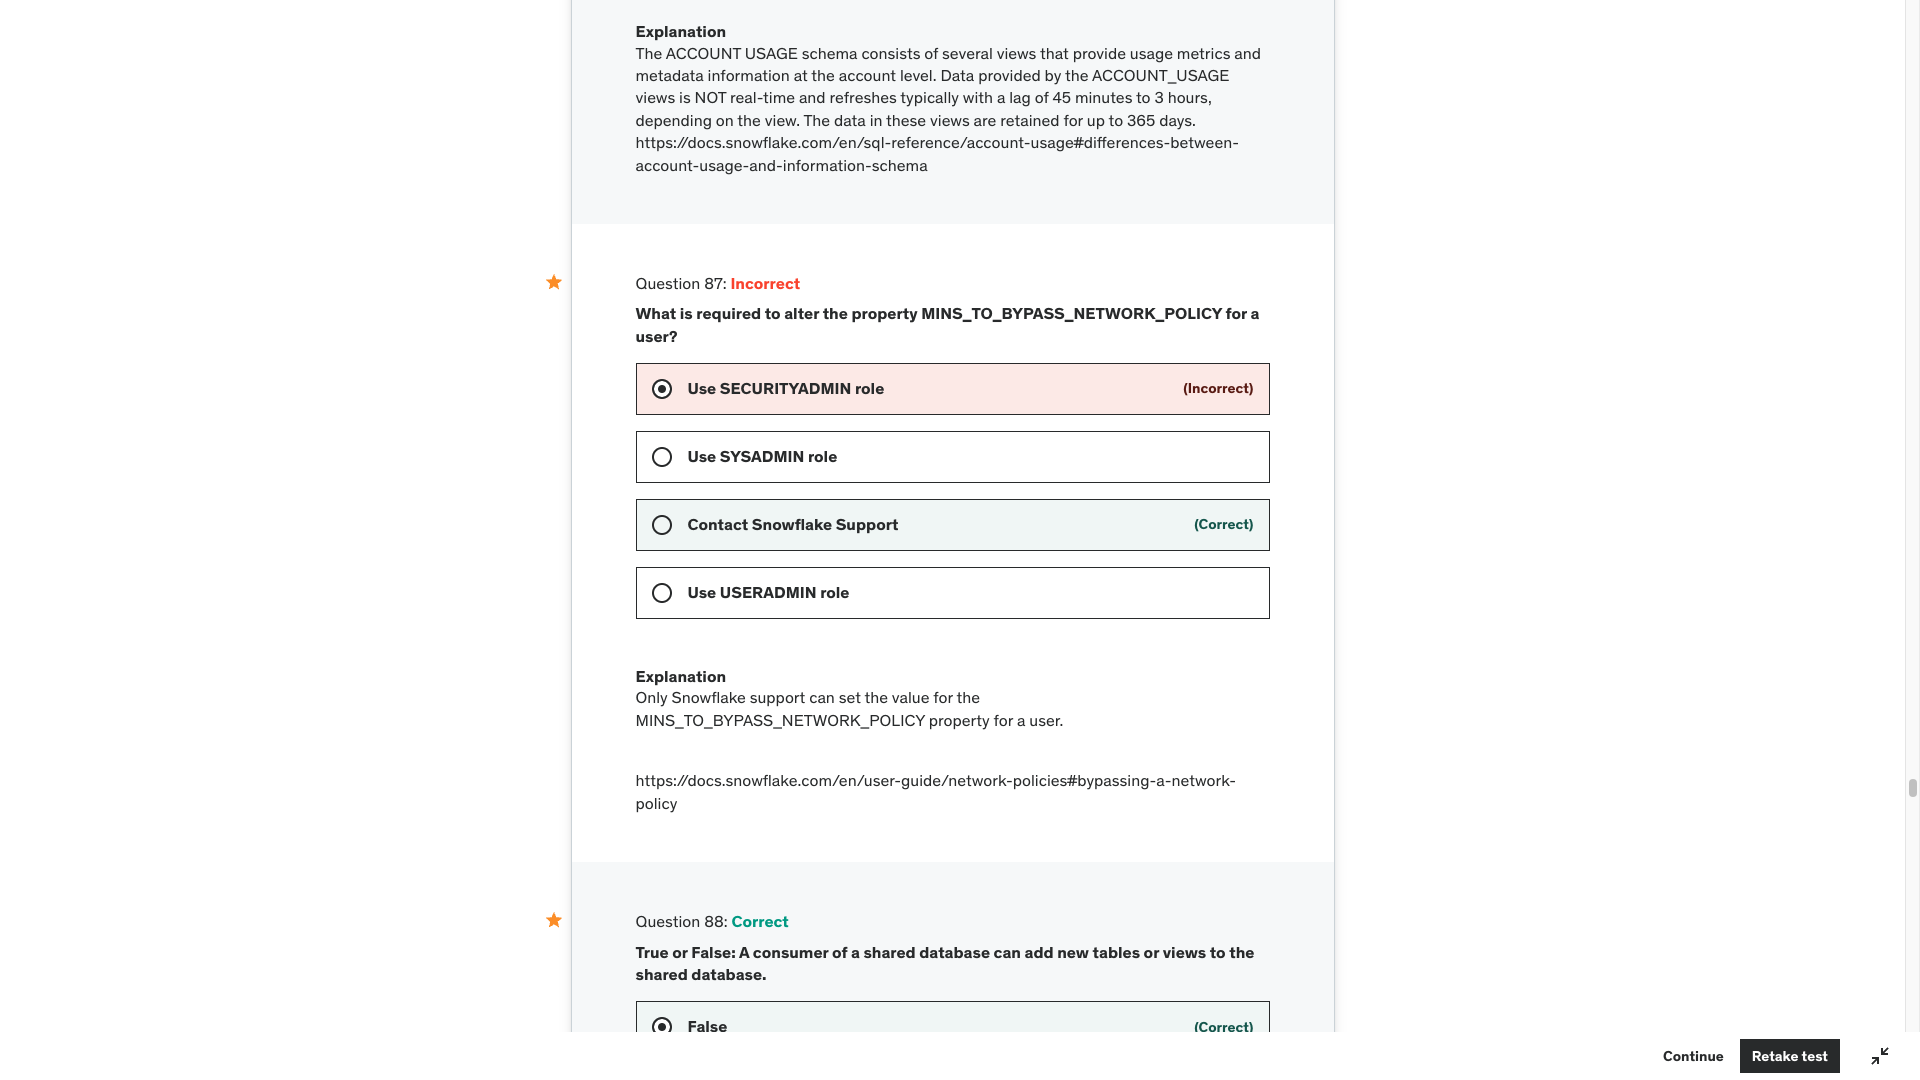 Explanation
The ACCOUNT USAGE schema consists of several views that provide usage metrics and
metadata information at the account level. Data provided by the ACCOUNT_USAGE
views is NOT real-time and refreshes typically with a lag of 45 minutes to 3 hours,
depending on the view. The data in these views are retained for up to 365 days.
https://docs.snowflake.com/en/sql-reference/account-usage#differences-between-
account-usage-and-information-schema
Question 87: Incorrect
What is required to alter the property MINS_TO_BYPASS_NETWORK_POLICY for a
user?
Use SECURITYADMIN role (Incorrect)
Use SYSADMIN role
Contact Snowflake Support (Correct)
Use USERADMIN role
Explanation
Only Snowflake support can set the value for the
MINS_TO_BYPASS_NETWORK_POLICY property for a user.
https://docs.snowflake.com/en/user-guide/network-policies#bypassing-a-network-
policy
Question 88: Correct
True or False: A consumer of a shared database can add new tables or views to the
shared database.
False (Correct)
Continue Retake test